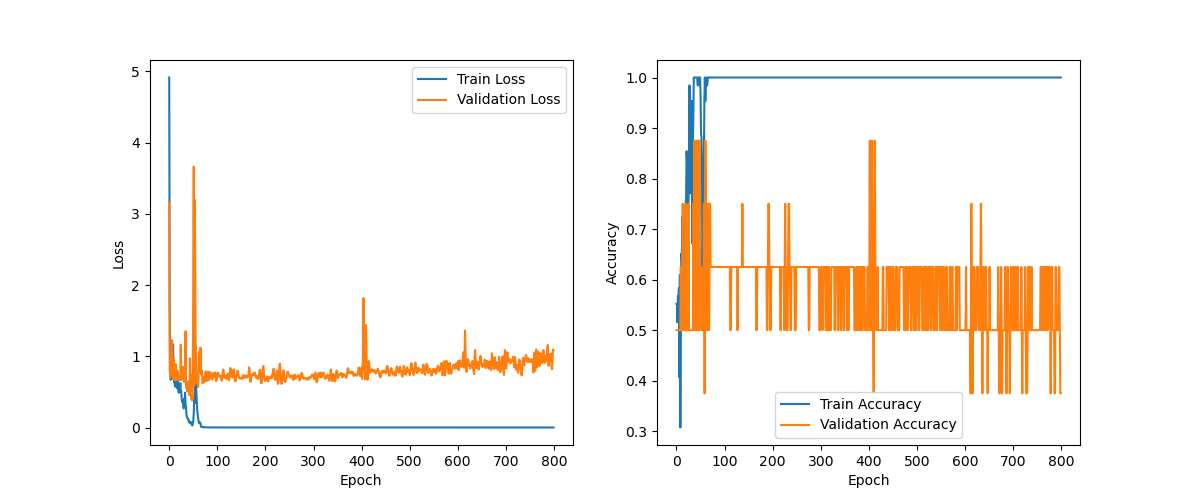 5
4
3
2
1
0
Loss
0 100 200 300 400 500 600 700 800
Epoch
Train Loss
Validation Loss
1.0
0.9
0.8
0.7
0.6
0.5
0.4
0.3
Accuracy
0 100 200 300 400 500 600 700 800
Epoch
Train Accuracy
Validation Accuracy